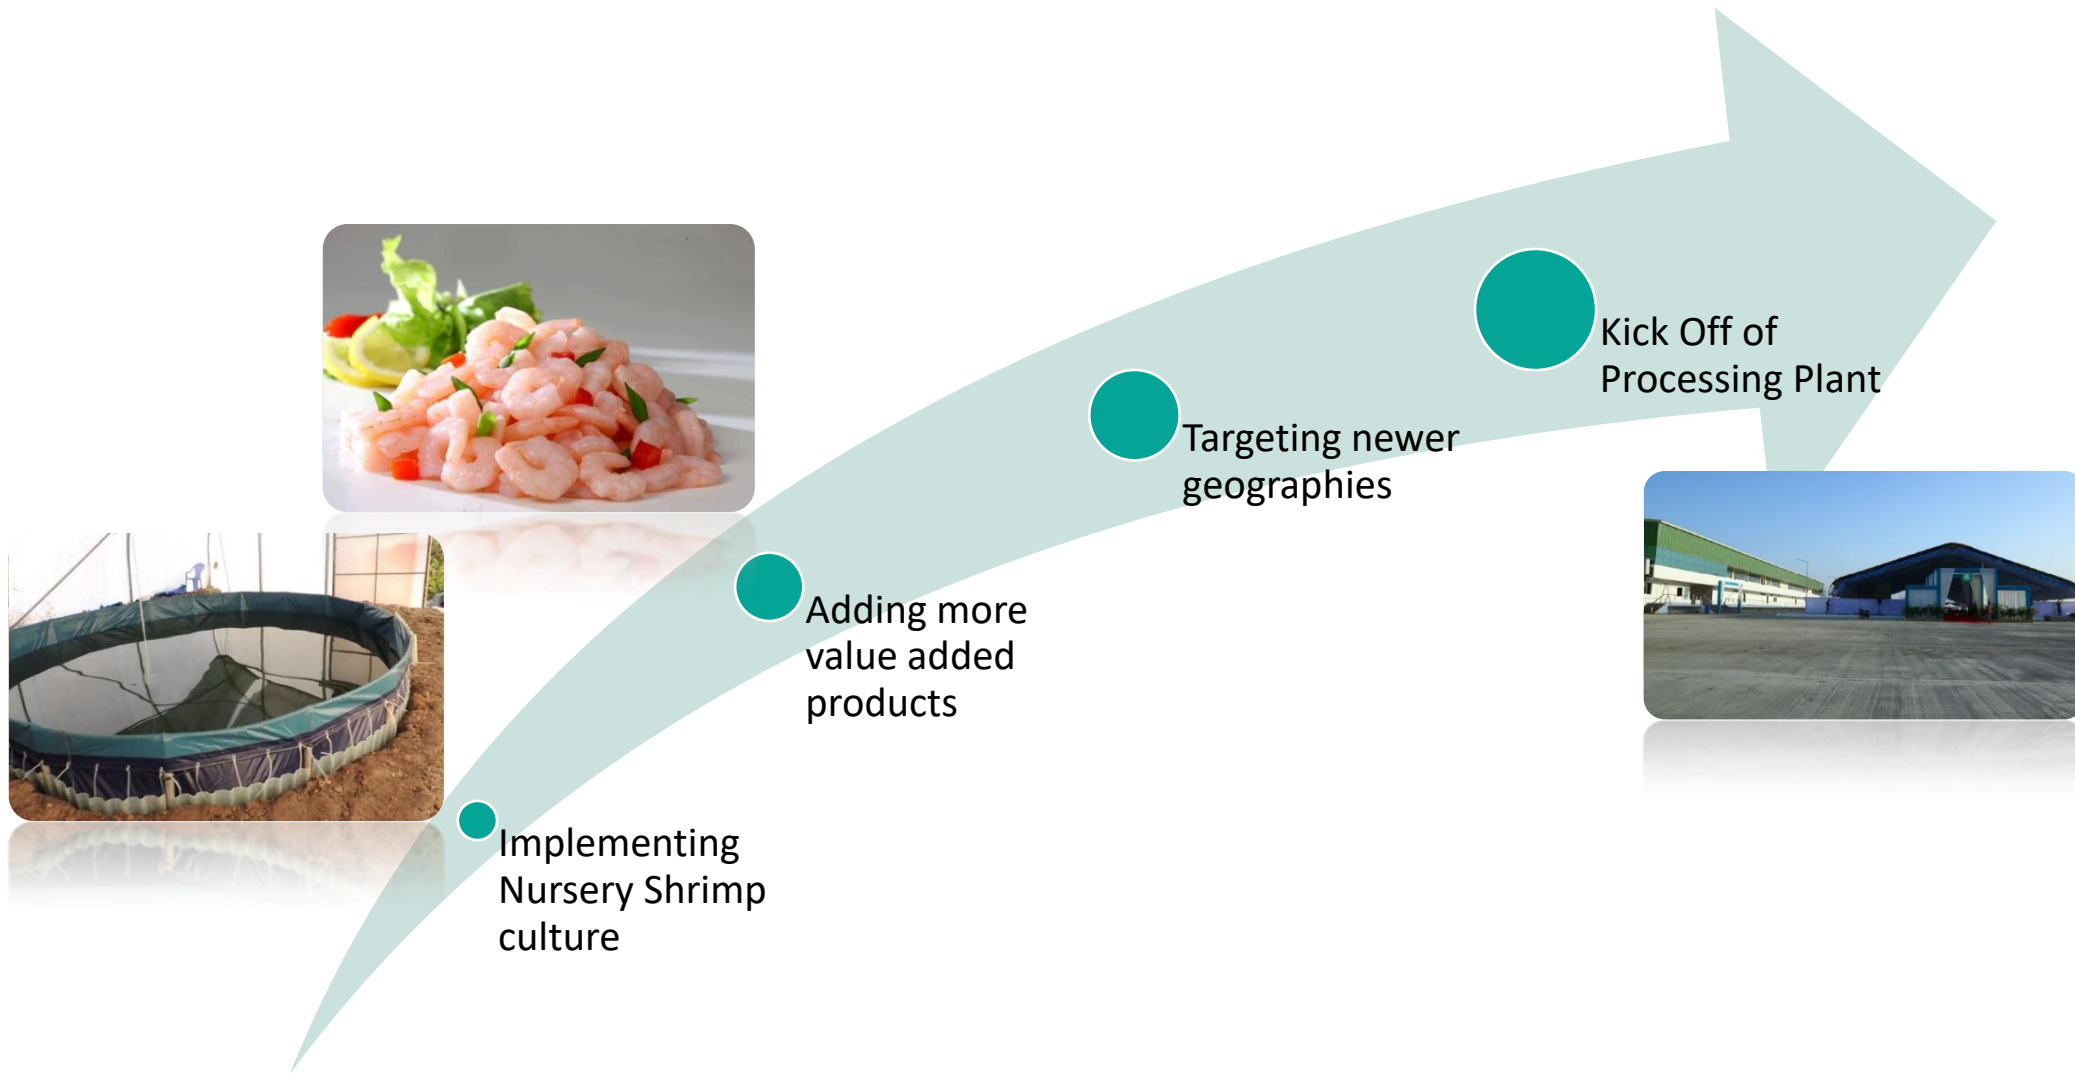 Kick Off of
Processing Plant
Targeting newer
geographies
Adding more
value added
products
Implementing
Nursery Shrimp
culture